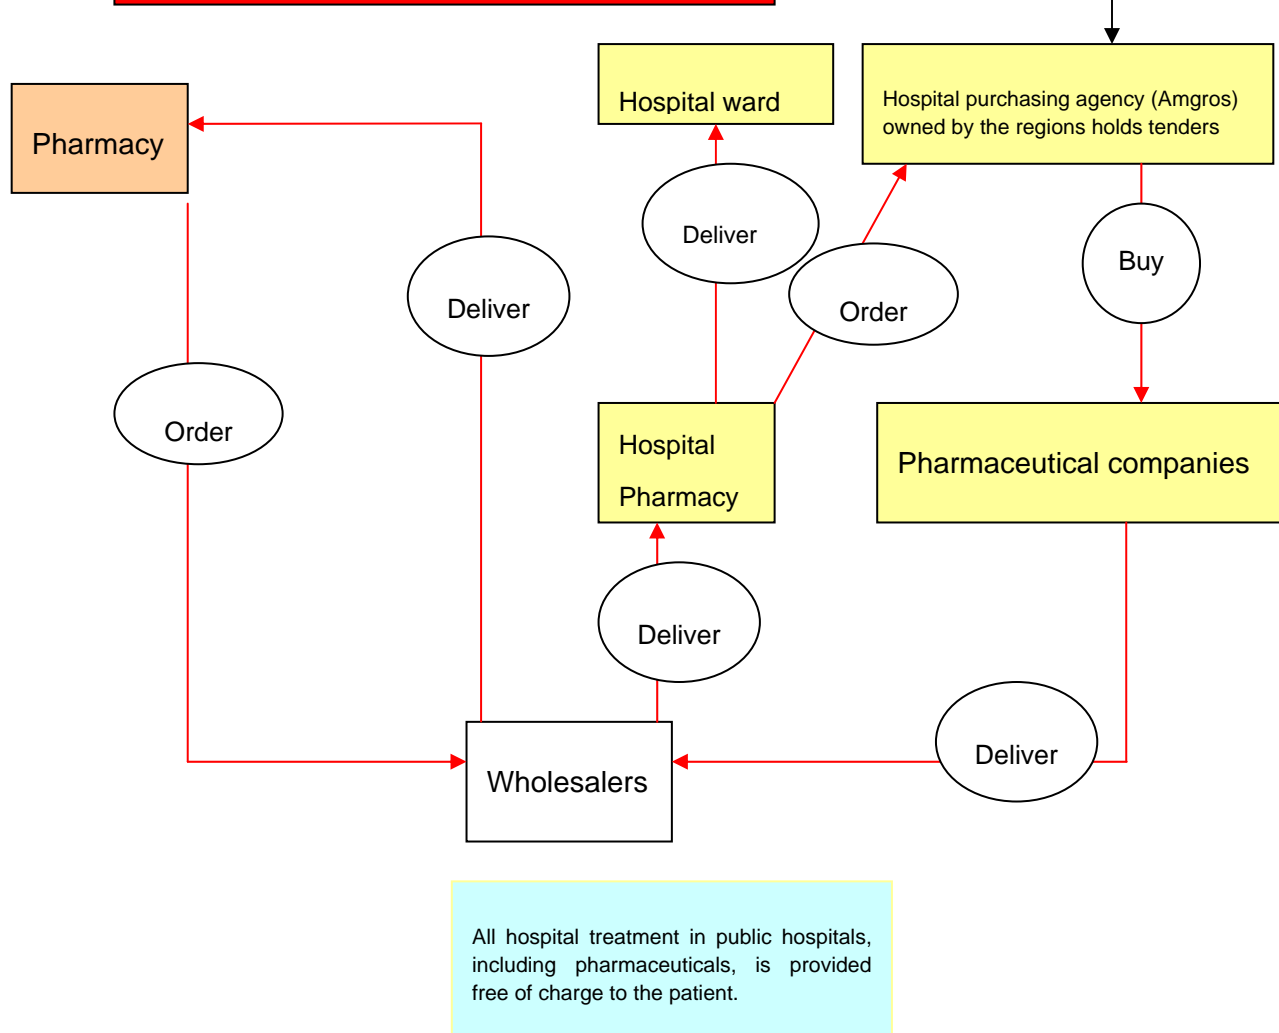 Hospital ward
Hospital purchasing agency (Amgros)
owned by the regions holds tenders
Pharmacy
Deliver
Buy
Deliver
Order
Order
Hospital
Pharmacy
Pharmaceutical companies
Deliver
Deliver
Wholesalers
All hospital treatment in public hospitals,
including pharmaceuticals, is provided
free of charge to the patient.